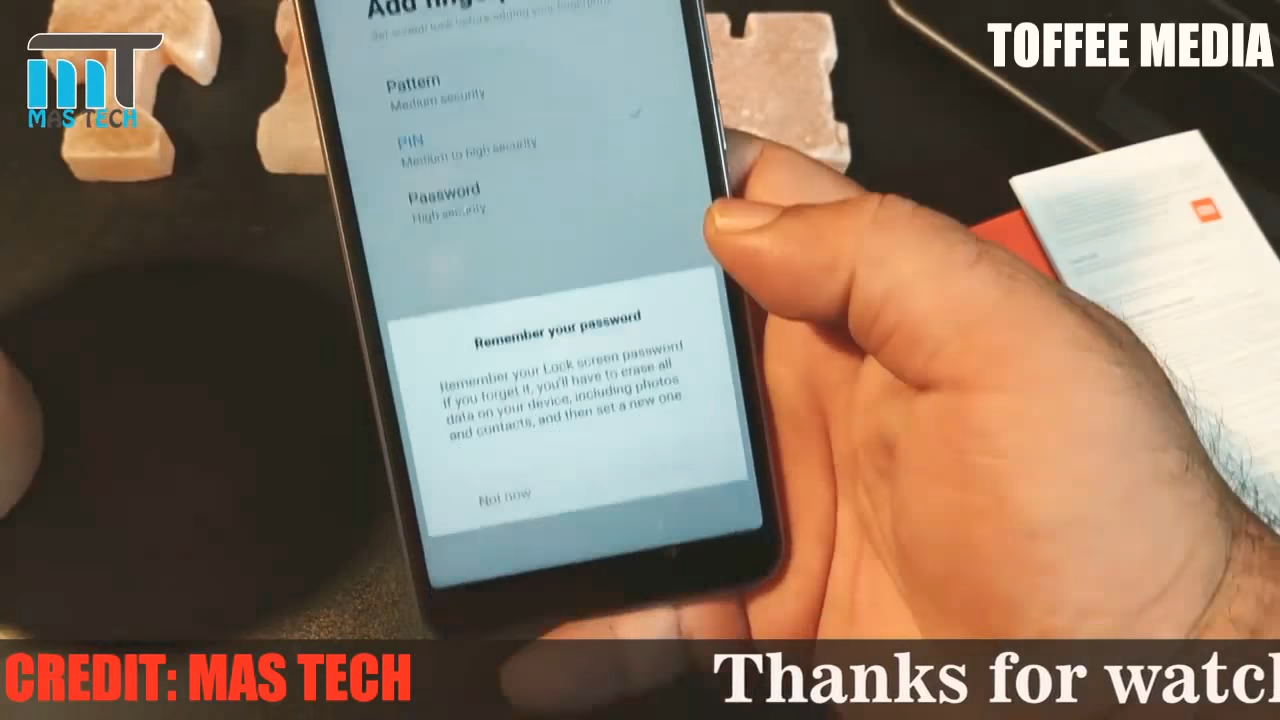 mT
MAS TECH
TOFFEE MEDIA
Pattern
Medium security
PIN
Medium to high security
Password
High security
Remember your password
Remember your Lock screen password
If you forget it, you'll have to erase all
data on your device, including photos
and contacts, and then set a new one
Not now
CREDIT: MAS TECH
Thanks for